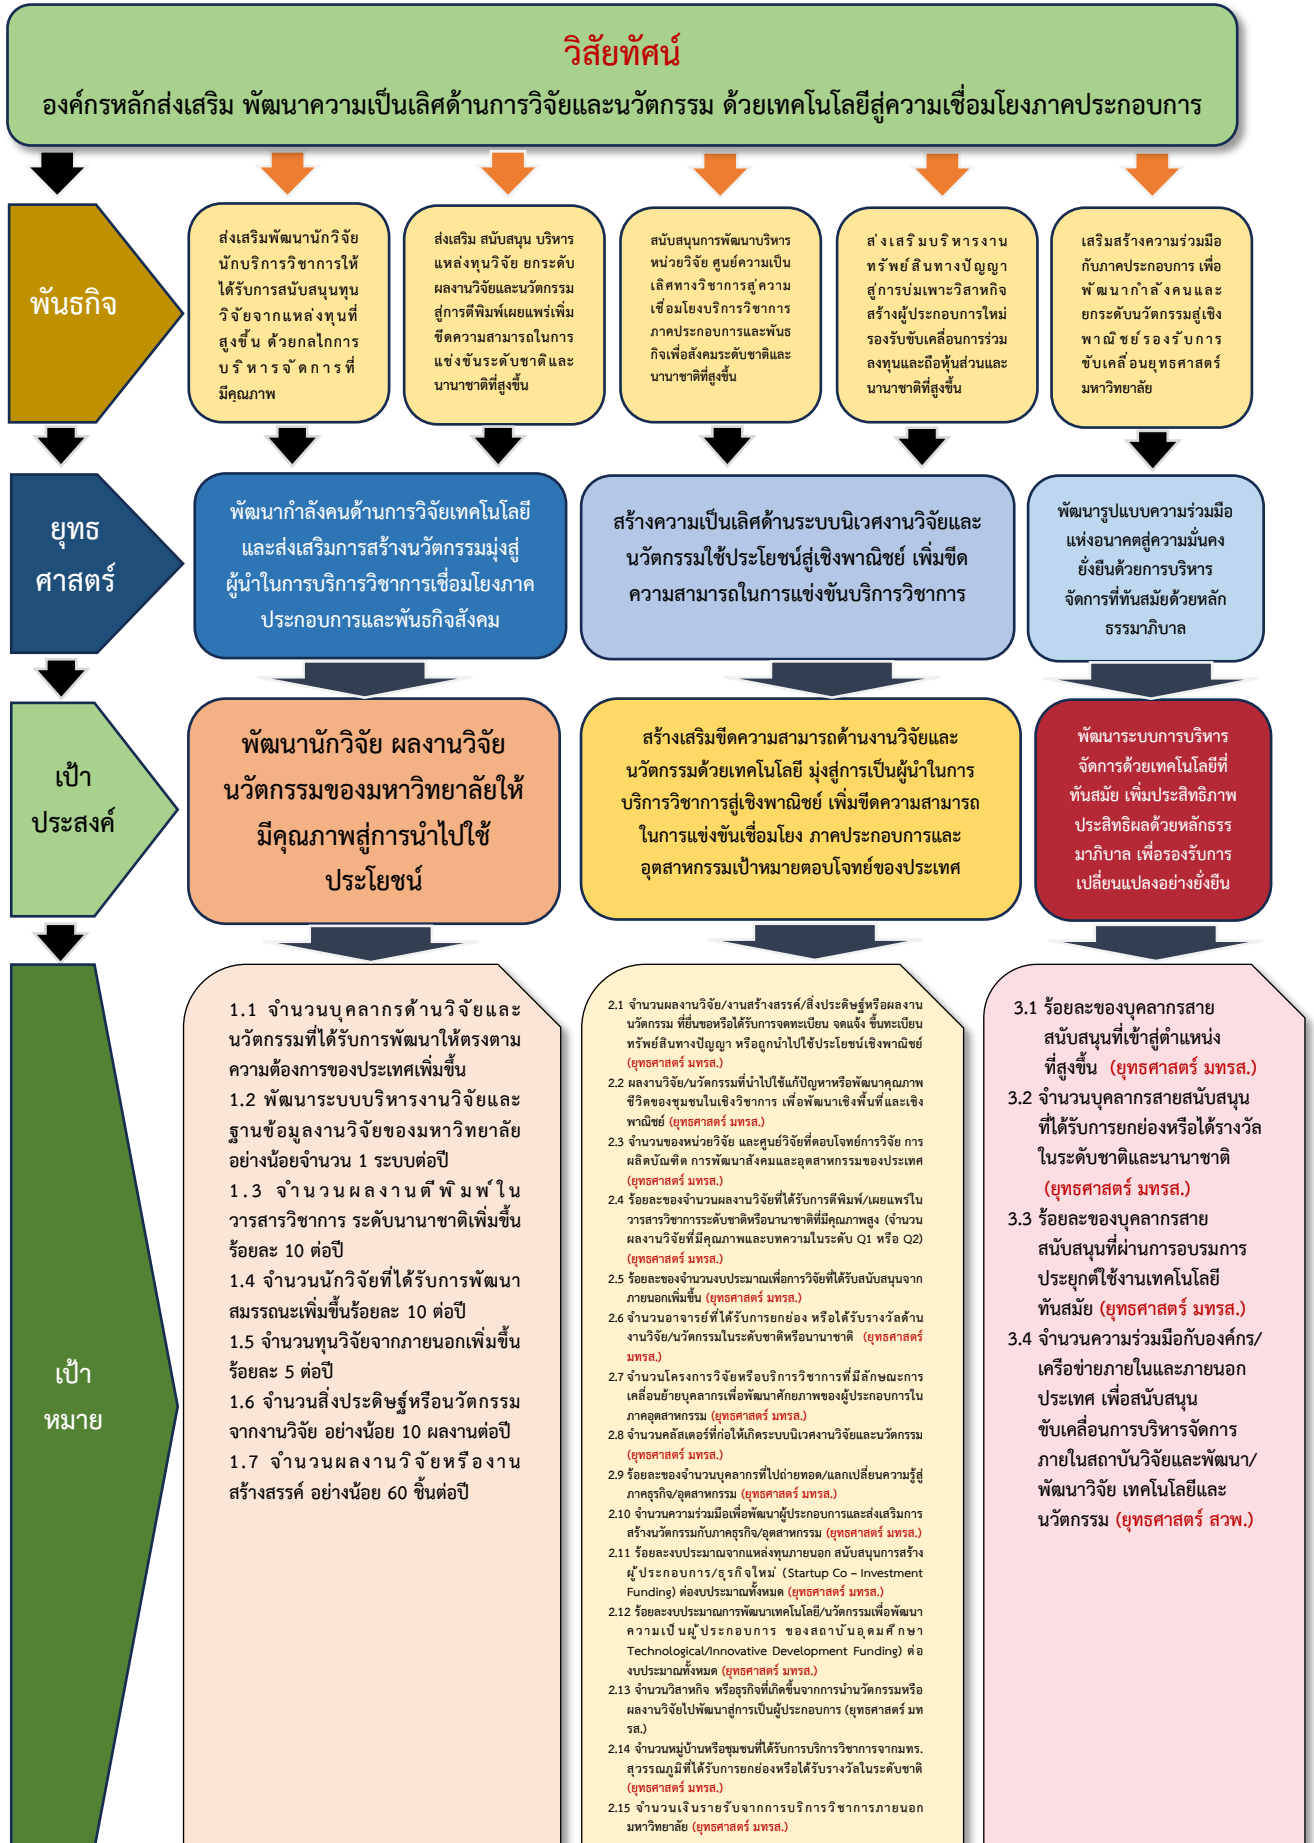 วิสัยทัศน์
องค์กรหลักส่งเสริม พัฒนาความเป็นเลิศด้านการวิจัยและนวัตกรรม ด้วยเทคโนโลยีสู่ความเชื่อมโยงภาคประกอบการ
พันธกิจ
ส่งเสริมพัฒนานักวิจัย
นักบริการวิชาการให้
ได้รับการสนับสนุนทุน
วิจัยจากแหล่งทุนที่
สูงขึ้น ด้วยกลไกการ
บริหารจัดการที่
มีคุณภาพ
ส่งเสริม สนับสนุน บริหาร
แหล่งทุนวิจัย ยกระดับ
ผลงานวิจัยและนวัตกรรม
สู่การตีพิมพ์เผยแพร่เพิ่ม
ขีดความสามารถในการ
แข่งขันระดับชาติและ
นานาชาติที่สูงขึ้น
สนับสนุนการพัฒนาบริหาร
หน่วยวิจัย ศูนย์ความเป็น
เลิศทางวิชาการสู่ความ
เชื่อมโยงบริการวิชาการ
ภาคประกอบการและพันธ
กิจเพื่อสังคมระดับชาติและ
นานาชาติที่สูงขึ้น
ส่งเสริมบริหารงาน
ทรัพย์สินทางปัญญา
สู่การบ่มเพาะวิสาหกิจ
สร้างผู้ประกอบการใหม่
รองรับขับเคลื่อนการร่วม
ลงทุนและถือหุ้นส่วนและ
นานาชาติที่สูงขึ้น
เสริมสร้างความร่วมมือ
กับภาคประกอบการ เพื่อ
พัฒนากำลังคนและ
ยกระดับนวัตกรรมสู่เชิง
พาณิชย์รองรับการ
ขับเคลื่อนยุทธศาสตร์
มหาวิทยาลัย
ยุทธ
ศาสตร์
พัฒนากำลังคนด้านการวิจัยเทคโนโลยี
และส่งเสริมการสร้างนวัตกรรมมุ่งสู่
ผู้นำในการบริการวิชาการเชื่อมโยงภาค
ประกอบการและพันธกิจสังคม
สร้างความเป็นเลิศด้านระบบนิเวศงานวิจัยและ
นวัตกรรมใช้ประโยชน์สู่เชิงพาณิชย์ เพิ่มขีด
ความสามารถในการแข่งขันบริการวิชาการ
พัฒนารูปแบบความร่วมมือ
แห่งอนาคตสู่ความมั่นคง
ยั่งยืนด้วยการบริหาร
จัดการที่ทันสมัยด้วยหลัก
ธรรมาภิบาล
เป้า
ประสงค์
พัฒนานักวิจัย ผลงานวิจัย
นวัตกรรมของมหาวิทยาลัยให้
มีคุณภาพสู่การนำไปใช้
ประโยชน์
สร้างเสริมขีดความสามารถด้านงานวิจัยและ
นวัตกรรมด้วยเทคโนโลยี มุ่งสู่การเป็นผู้นำในการ
บริการวิชาการสู่เชิงพาณิชย์ เพิ่มขีดความสามารถ
ในการแข่งขันเชื่อมโยง ภาคประกอบการและ
อุตสาหกรรมเป้าหมายตอบโจทย์ของประเทศ
พัฒนาระบบการบริหาร
จัดการด้วยเทคโนโลยีที่
ทันสมัย เพิ่มประสิทธิภาพ
ประสิทธิผลด้วยหลักธรร
มาภิบาล เพื่อรองรับการ
เปลี่ยนแปลงอย่างยั่งยืน
เป้า
หมาย
1.1 จำนวนบุคลากรด้านวิจัยและ
นวัตกรรมที่ได้รับการพัฒนาให้ตรงตาม
ความต้องการของประเทศเพิ่มขึ้น
1.2 พัฒนาระบบบริหารงานวิจัยและ
ฐานข้อมูลงานวิจัยของมหาวิทยาลัย
อย่างน้อยจำนวน 1 ระบบต่อปี
1.3 จำนวนผลงานตีพิมพ์ใน
วารสารวิชาการ ระดับนานาชาติเพิ่มขึ้น
ร้อยละ 10 ต่อปี
1.4 จำนวนนักวิจัยที่ได้รับการพัฒนา
สมรรถนะเพิ่มขึ้นร้อยละ 10 ต่อปี
1.5 จำนวนทุนวิจัยจากภายนอกเพิ่มขึ้น
ร้อยละ 5 ต่อปี
1.6 จำนวนสิ่งประดิษฐ์หรือนวัตกรรม
จากงานวิจัย อย่างน้อย 10 ผลงานต่อปี
1.7 จำนวนผลงานวิจัยหรืองาน
สร้างสรรค์ อย่างน้อย 60 ชิ้นต่อปี
2.1 จำนวนผลงานวิจัย/งานสร้างสรรค์/สิ่งประดิษฐ์หรือผลงาน
นวัตกรรม ที่ยื่นขอหรือได้รับการจดทะเบียน จดแจ้ง ขึ้นทะเบียน
ทรัพย์สินทางปัญญา หรือถูกนำไปใช้ประโยชน์เชิงพาณิชย์
(ยุทธศาสตร์ มทรส.)
2.2 ผลงานวิจัย/นวัตกรรมที่นำไปใช้แก้ปัญหาหรือพัฒนาคุณภาพ
ชีวิตของชุมชนในเชิงวิชาการ เพื่อพัฒนาเชิงพื้นที่และเชิง
พาณิชย์ (ยุทธศาสตร์ มทรส.)
2.3 จำนวนของหน่วยวิจัย และศูนย์วิจัยที่ตอบโจทย์การวิจัย การ
ผลิตบัณฑิต การพัฒนาสังคมและอุตสาหกรรมของประเทศ
(ยุทธศาสตร์ มทรส.)
2.4 ร้อยละของจำนวนผลงานวิจัยที่ได้รับการตีพิมพ์/เผยแพร่ใน
วารสารวิชาการระดับชาติหรือนานาชาติที่มีคุณภาพสูง (จำนวน
ผลงานวิจัยที่มีคุณภาพและบทความในระดับ Q1 หรือ Q2)
(ยุทธศาสตร์ มทรส.)
2.5 ร้อยละของจำนวนงบประมาณเพื่อการวิจัยที่ได้รับสนับสนุนจาก
ภายนอกเพิ่มขึ้น (ยุทธศาสตร์ มทรส.)
2.6 จำนวนอาจารย์ที่ได้รับการยกย่อง หรือได้รับรางวัลด้าน
งานวิจัย/นวัตกรรมในระดับชาติหรือนานาชาติ (ยุทธศาสตร์
มทรส.)
2.7 จำนวนโครงการวิจัยหรือบริการวิชาการที่มีลักษณะการ
เคลื่อนย้ายบุคลากรเพื่อพัฒนาศักยภาพของผู้ประกอบการใน
ภาคอุตสาหกรรม (ยุทธศาสตร์ มทรส.)
2.8 จำนวนคลัสเตอร์ที่ก่อให้เกิดระบบนิเวศงานวิจัยและนวัตกรรม
(ยุทธศาสตร์ มทรส.)
2.9 ร้อยละของจำนวนบุคลากรที่ไปถ่ายทอด/แลกเปลี่ยนความรู้สู่
ภาคธุรกิจ/อุตสาหกรรม (ยุทธศาสตร์ มทรส.)
2.10 จำนวนความร่วมมือเพื่อพัฒนาผู้ประกอบการและส่งเสริมการ
สร้างนวัตกรรมกับภาคธุรกิจ/อุตสาหกรรม (ยุทธศาสตร์ มทรส.)
2.11 ร้อยละงบประมาณจากแหล่งทุนภายนอก สนับสนุนการสร้าง
ผู้ประกอบการ/ธุรกิจใหม่ (Startup Co – Investment
Funding) ต่องบประมาณทั้งหมด (ยุทธศาสตร์ มทรส.)
2.12 ร้อยละงบประมาณการพัฒนาเทคโนโลยี/นวัตกรรมเพื่อพัฒนา
ความเป็นผู้ประกอบการ ของสถาบันอุดมศึกษา
Technological/Innovative Development Funding) ต่อ
งบประมาณทั้งหมด (ยุทธศาสตร์ มทรส.)
2.13 จำนวนวิสาหกิจ หรือธุรกิจที่เกิดขึ้นจากการนำนวัตกรรมหรือ
ผลงานวิจัยไปพัฒนาสู่การเป็นผู้ประกอบการ (ยุทธศาสตร์ มท
รส.)
2.14 จำนวนหมู่บ้านหรือชุมชนที่ได้รับการบริการวิชาการจากมทร.
สุวรรณภูมิที่ได้รับการยกย่องหรือได้รับรางวัลในระดับชาติ
(ยุทธศาสตร์ มทรส.)
2.15 จำนวนเงินรายรับจากการบริการวิชาการภายนอก
มหาวิทยาลัย (ยุทธศาสตร์ มทรส.)
3.1 ร้อยละของบุคลากรสาย
สนับสนุนที่เข้าสู่ตำแหน่ง
ที่สูงขึ้น (ยุทธศาสตร์ มทรส.)
3.2 จำนวนบุคลากรสายสนับสนุน
ที่ได้รับการยกย่องหรือได้รางวัล
ในระดับชาติและนานาชาติ
(ยุทธศาสตร์ มทรส.)
3.3 ร้อยละของบุคลากรสาย
สนับสนุนที่ผ่านการอบรมการ
ประยุกต์ใช้งานเทคโนโลยี
ทันสมัย (ยุทธศาสตร์ มทรส.)
3.4 จำนวนความร่วมมือกับองค์กร/
เครือข่ายภายในและภายนอก
ประเทศ เพื่อสนับสนุน
ขับเคลื่อนการบริหารจัดการ
ภายในสถาบันวิจัยและพัฒนา/
พัฒนาวิจัย เทคโนโลยีและ
นวัตกรรม (ยุทธศาสตร์ สวพ.)